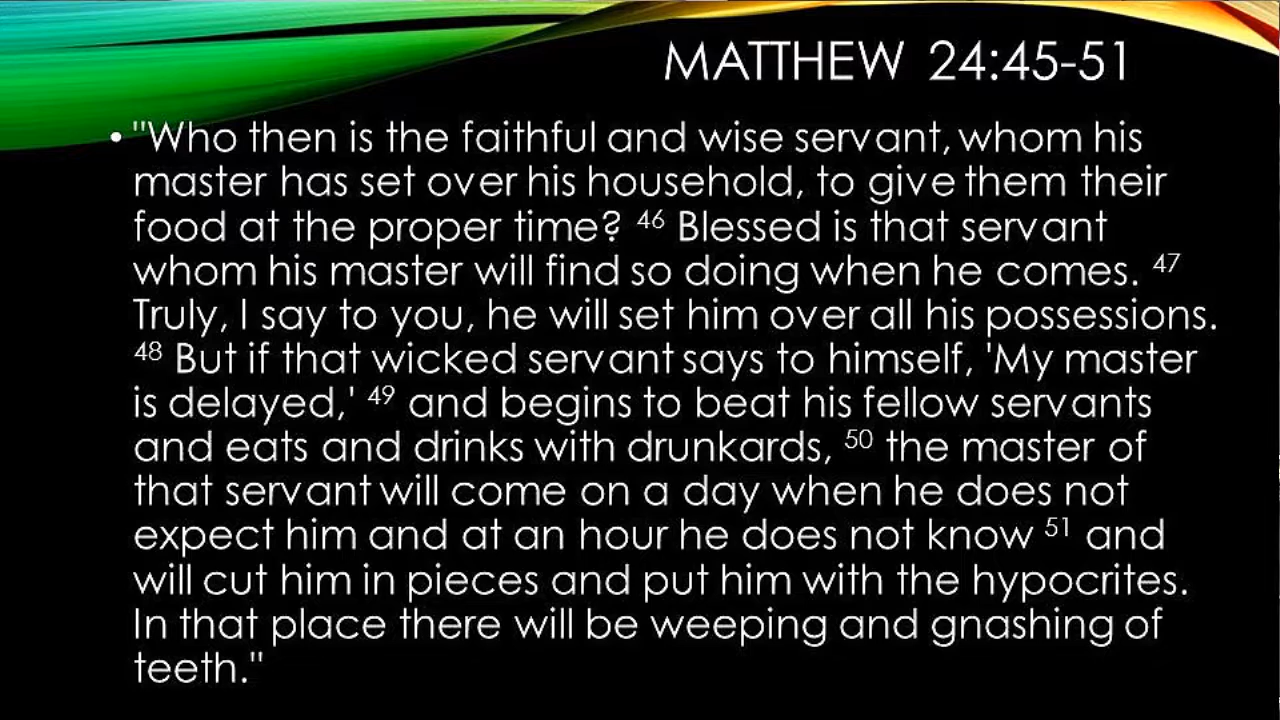 MATTHEW 24:45-51
• "Who then is the faithful and wise servant, whom his
master has set over his household, to give them their
food at the proper time? ⁴⁶ Blessed is that servant
whom his master will find so doing when he comes. ⁴⁷
Truly, I say to you, he will set him over all his possessions.
⁴⁸ But if that wicked servant says to himself, 'My master
is delayed,' ⁴⁹ and begins to beat his fellow servants
and eats and drinks with drunkards, ⁵⁰ the master of
that servant will come on a day when he does not
expect him and at an hour he does not know ⁵¹ and
will cut him in pieces and put him with the hypocrites.
In that place there will be weeping and gnashing of
teeth."